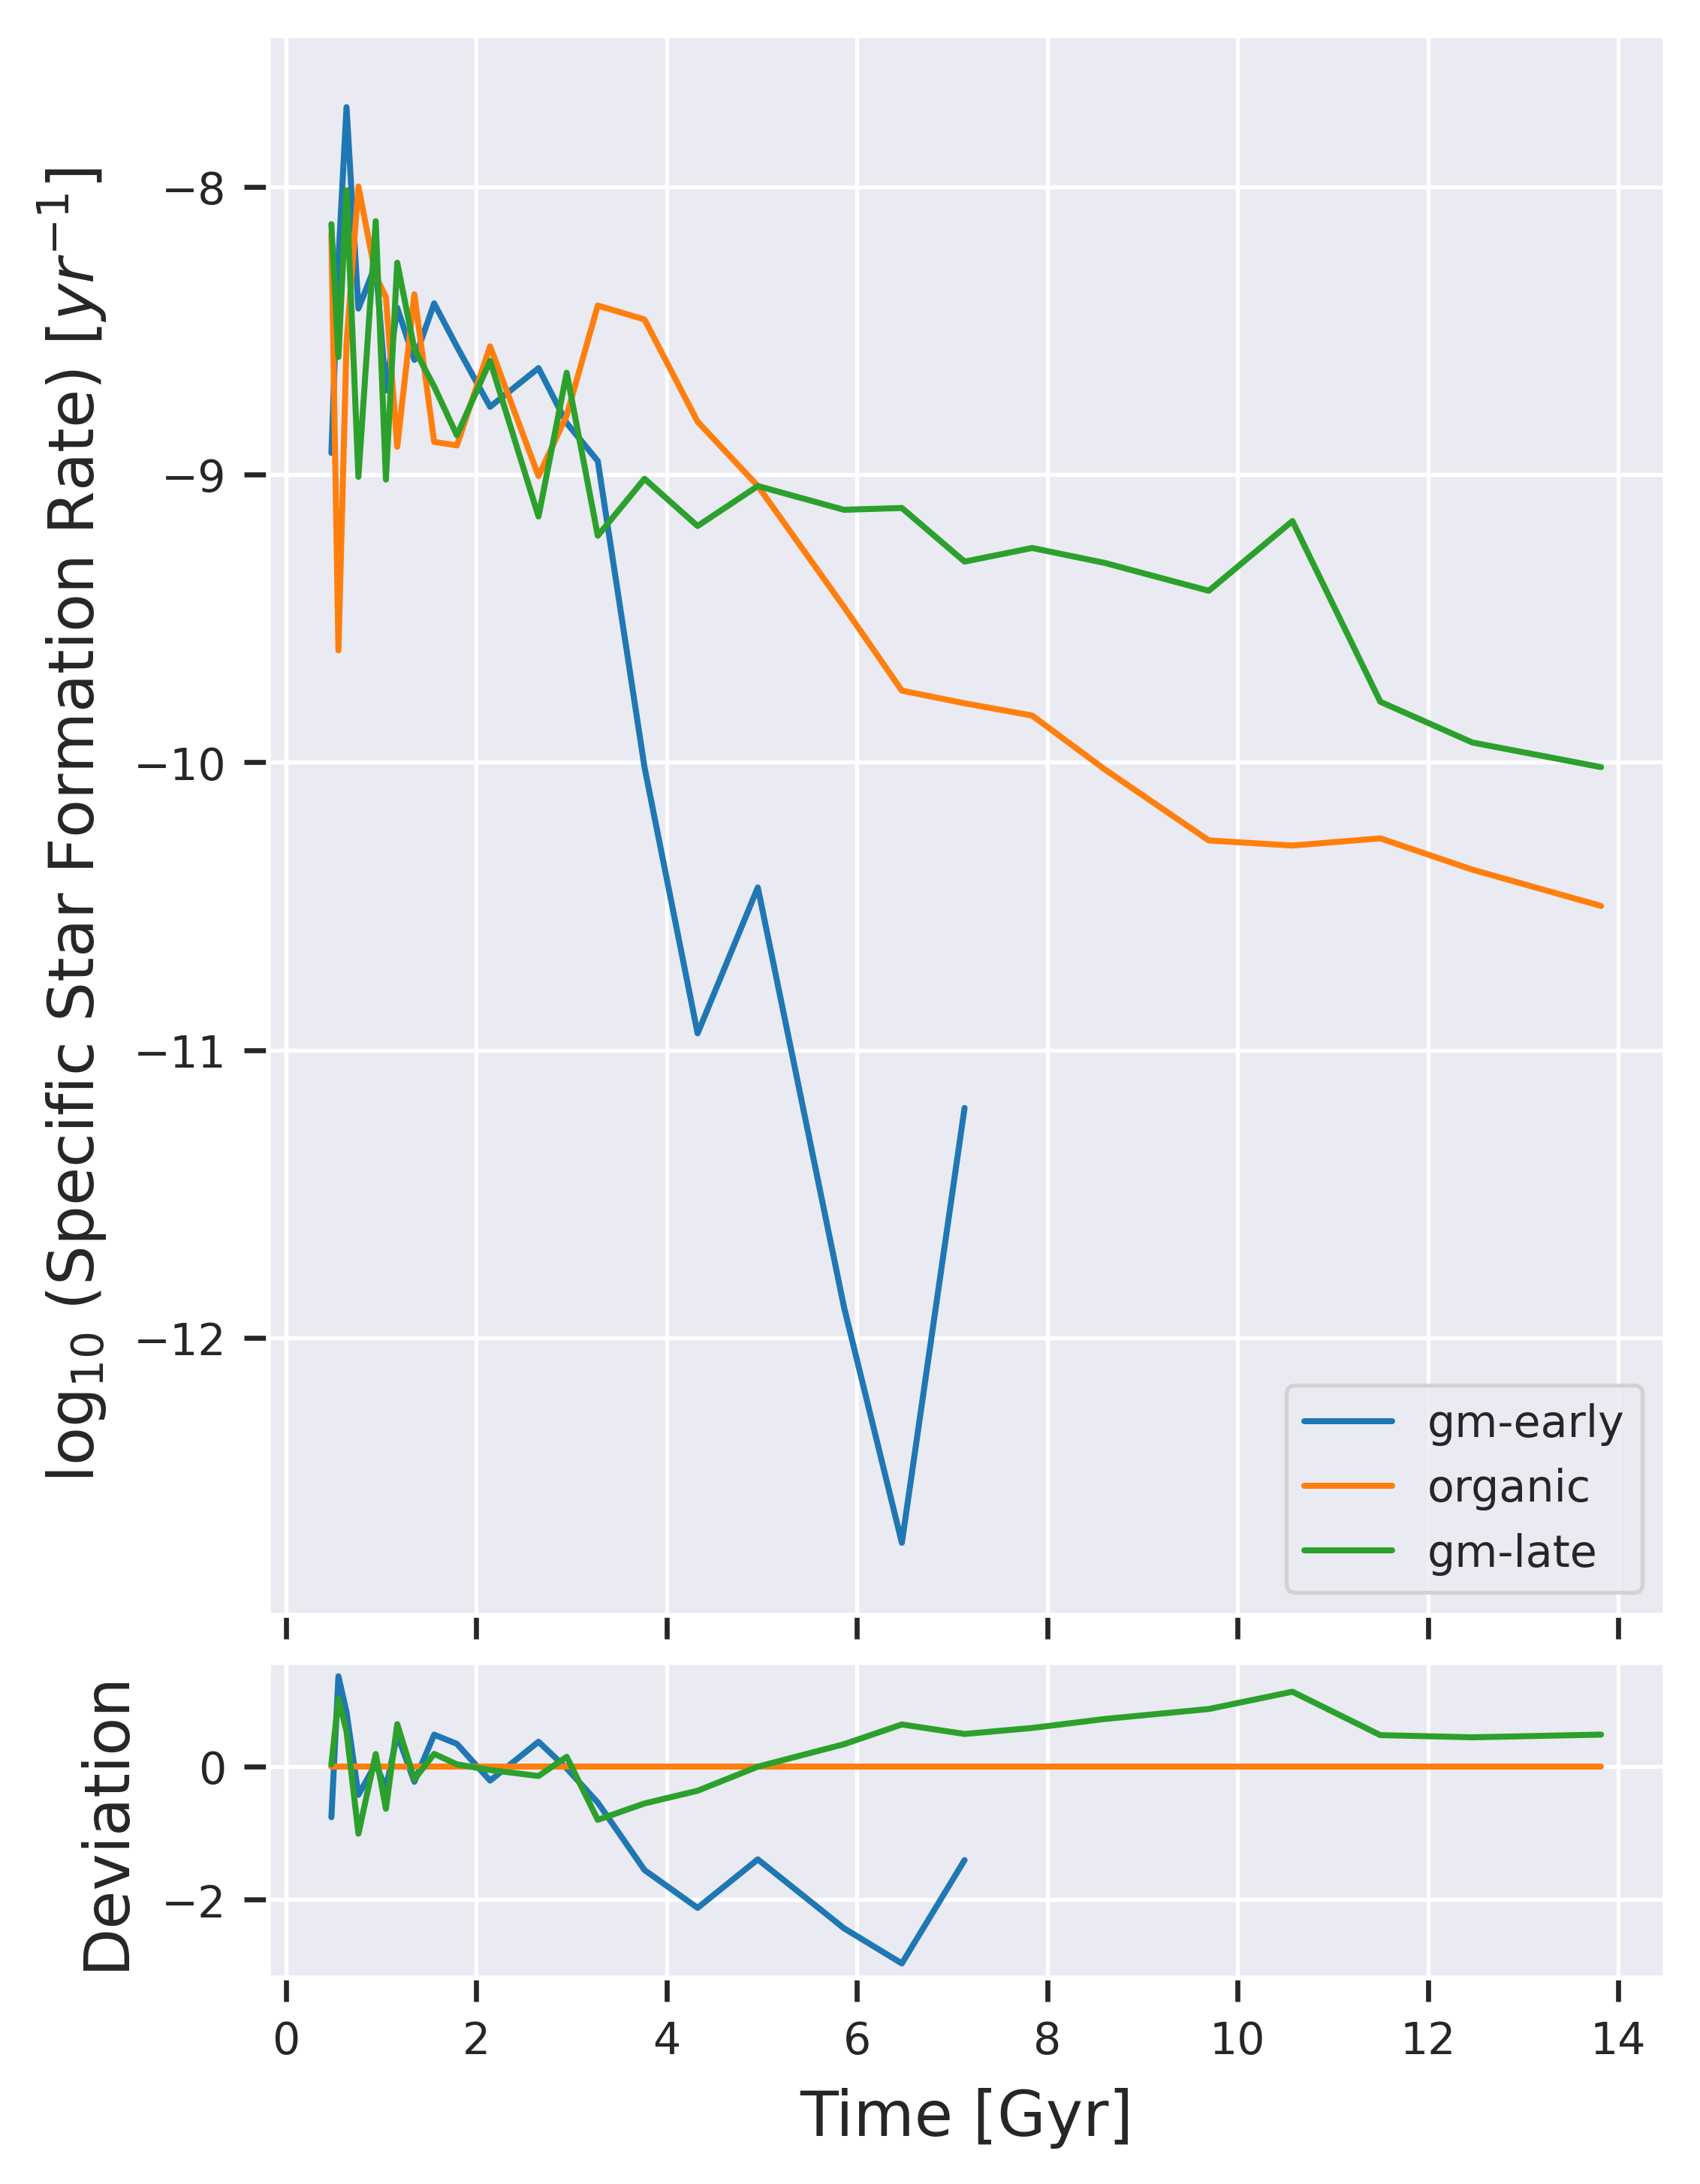 log₁₀ (Specific Star Formation Rate) [yr⁻¹]
−8
−9
−10
−11
−12
gm-early
organic
gm-late
Deviation
0
−2
0 2 4 6 8 10 12 14
Time [Gyr]